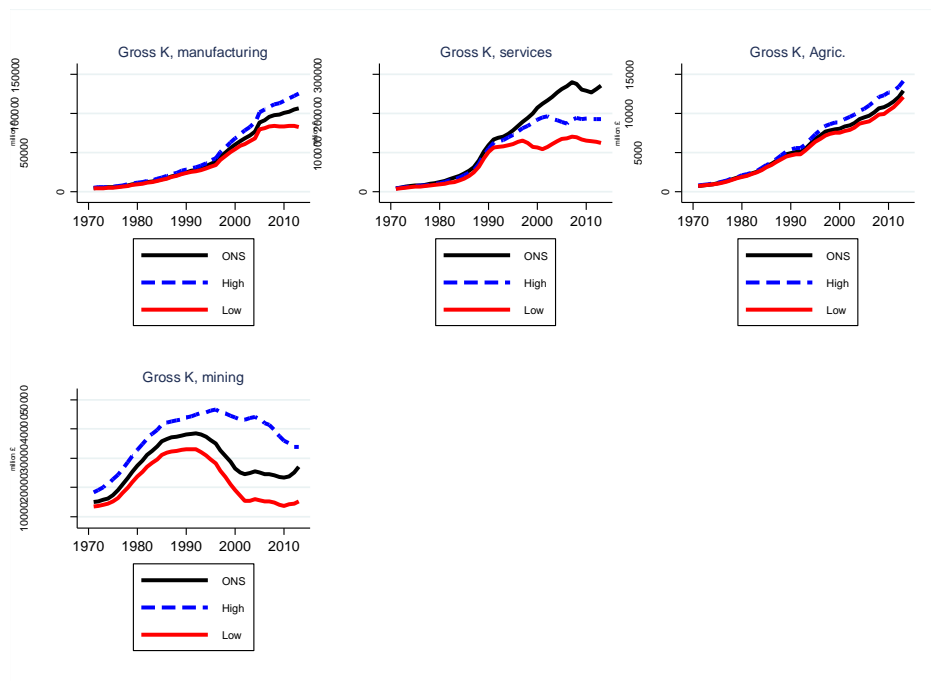 Gross K, manufacturing
million £
0 50000 100000 150000
1970 1980 1990 2000 2010
ONS
High
Low
Gross K, services
0 100000 200000 300000
1970 1980 1990 2000 2010
ONS
High
Low
Gross K, Agric.
million £
0 5000 10000 15000
1970 1980 1990 2000 2010
ONS
High
Low
Gross K, mining
million £
10000 20000 30000 40000 50000
1970 1980 1990 2000 2010
ONS
High
Low